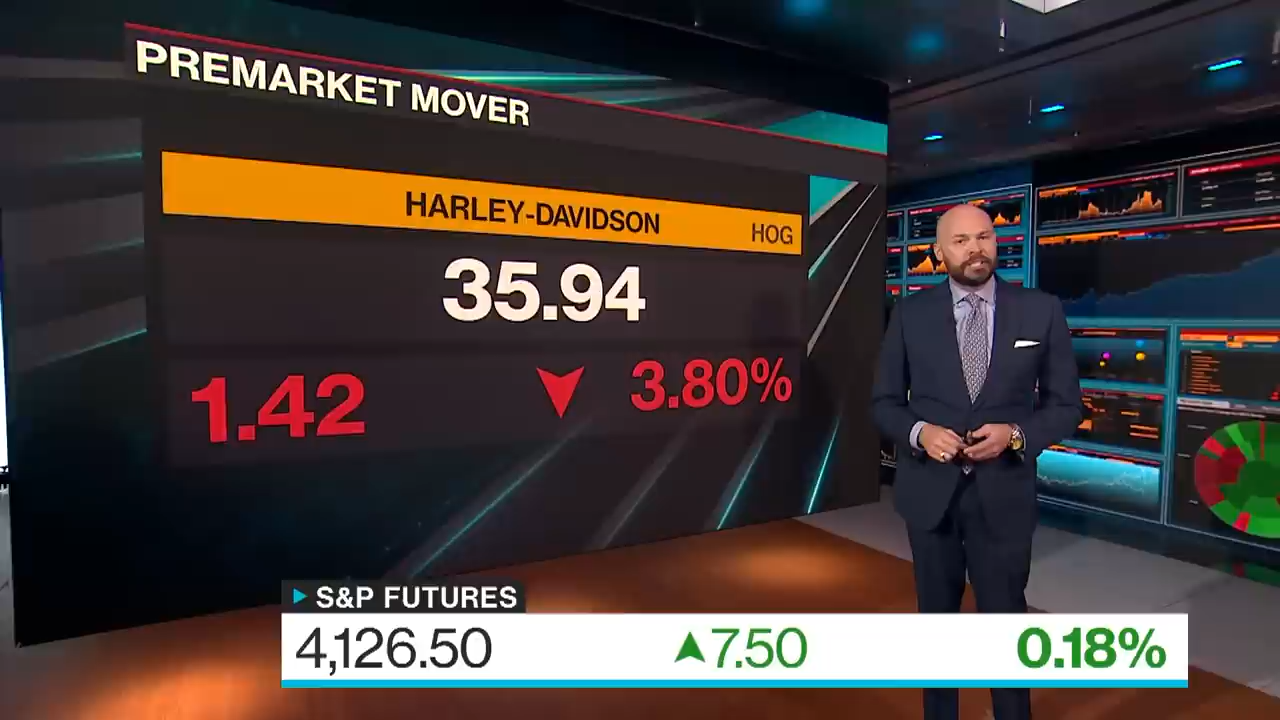 PREMARKET MOVER
HARLEY-DAVIDSON HOG
35.94
1.42 ▼ 3.80%
S&P FUTURES
4,126.50 ▲7.50 0.18%